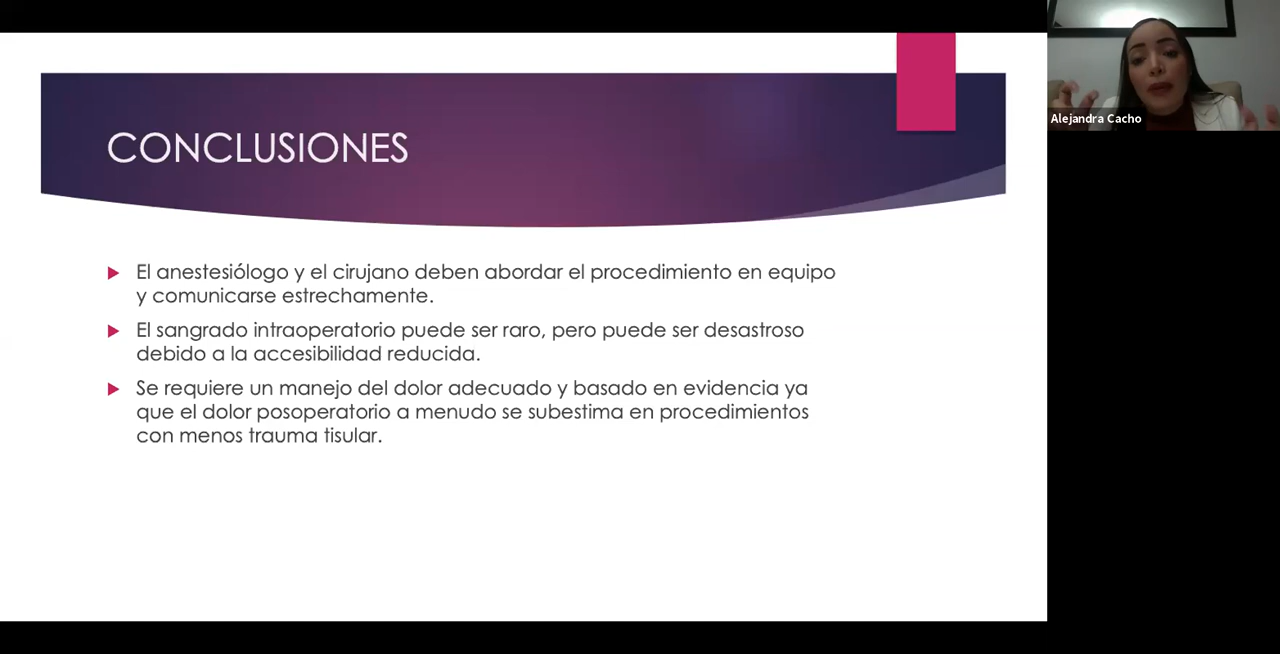 CONCLUSIONES
El anestesiólogo y el cirujano deben abordar el procedimiento en equipo
y comunicarse estrechamente.
El sangrado intraoperatorio puede ser raro, pero puede ser desastroso
debido a la accesibilidad reducida.
Se requiere un manejo del dolor adecuado y basado en evidencia ya
que el dolor posoperatorio a menudo se subestima en procedimientos
con menos trauma tisular.
Alejandra Cacho